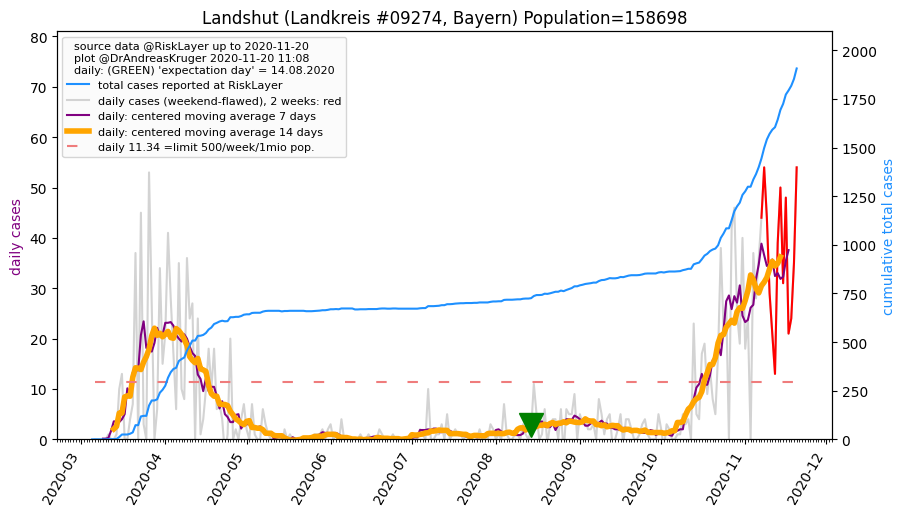 Landshut (Landkreis #09274, Bayern) Population=158698
source data @RiskLayer up to 2020-11-20
plot @DrAndreasKruger 2020-11-20 11:08
daily: (GREEN) 'expectation day' = 14.08.2020
total cases reported at RiskLayer
daily cases (weekend-flawed), 2 weeks: red
daily: centered moving average 7 days
daily: centered moving average 14 days
daily 11.34 =limit 500/week/1mio pop.
daily cases
80
70
60
50
40
30
20
10
0
cumulative total cases
2000
1750
1500
1250
1000
750
500
250
0
2020-03
2020-04
2020-05
2020-06
2020-07
2020-08
2020-09
2020-10
2020-11
2020-12